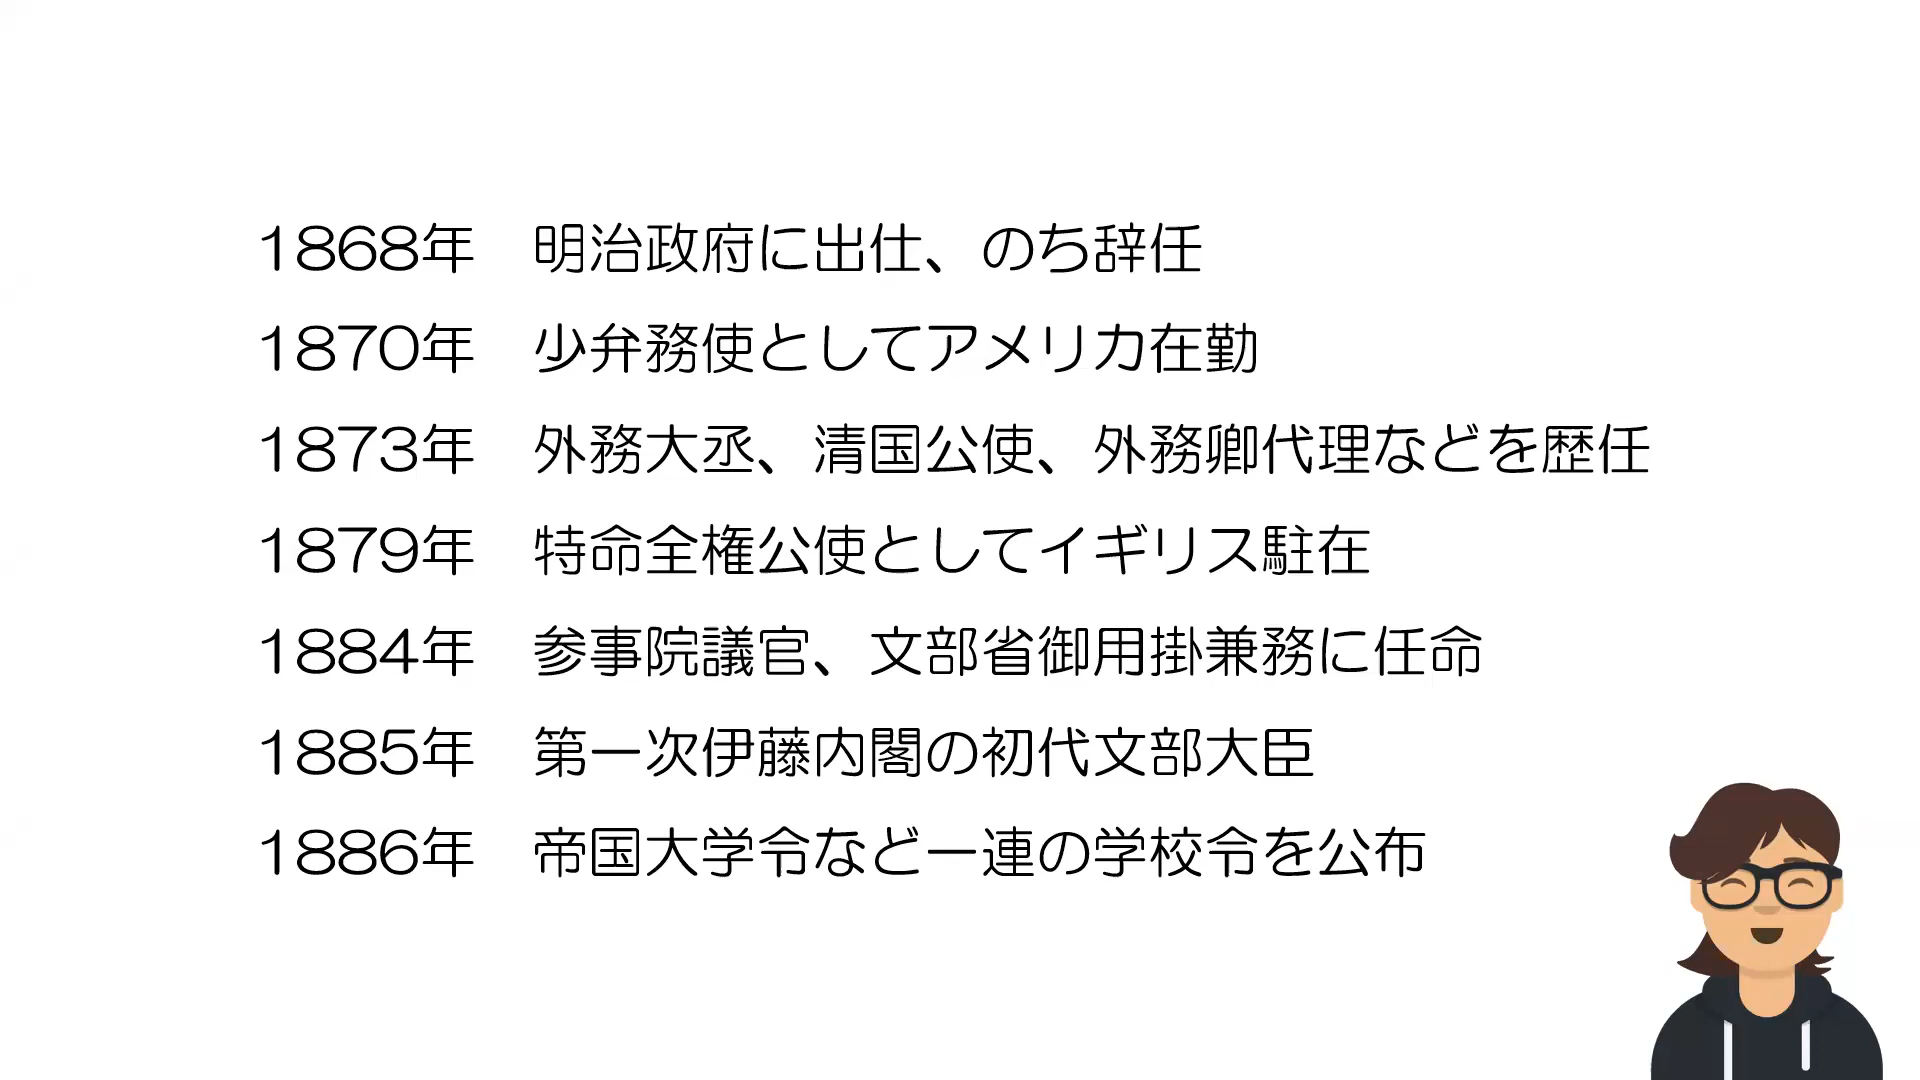 1868年　明治政府に出仕、のち辞任
1870年　少弁務使としてアメリカ在勤
1873年　外務大丞、清国公使、外務卿代理などを歴任
1879年　特命全権公使としてイギリス駐在
1884年　参事院議官、文部省御用掛兼務に任命
1885年　第一次伊藤内閣の初代文部大臣
1886年　帝国大学令など一連の学校令を公布